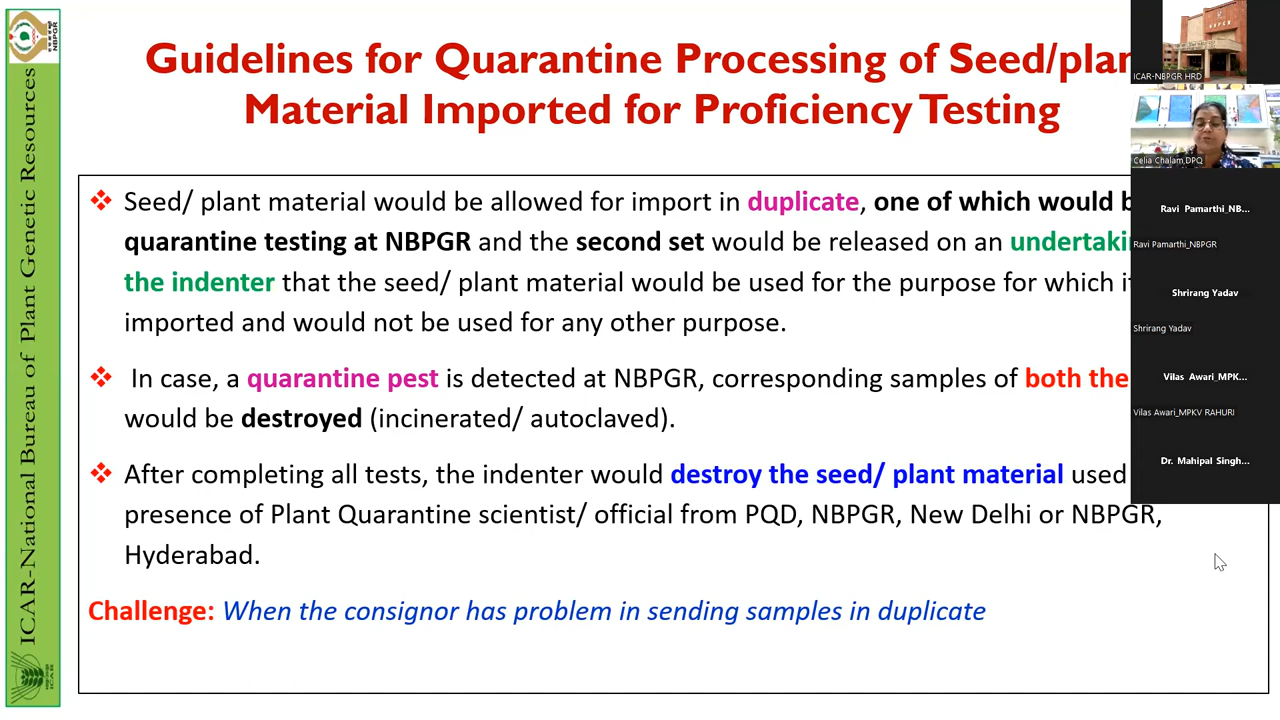 Guidelines for Quarantine Processing of Seed/plan
Material Imported for Proficiency Testing
❖ Seed/ plant material would be allowed for import in duplicate, one of which would
quarantine testing at NBPGR and the second set would be released on an
the indenter that the seed/ plant material would be used for the purpose for which
imported and would not be used for any other purpose.
❖ In case, a quarantine pest is detected at NBPGR, corresponding samples of both the
would be destroyed (incinerated/ autoclaved).
❖ After completing all tests, the indenter would destroy the seed/ plant material used
presence of Plant Quarantine scientist/ official from PQD, NBPGR, New Delhi or NBPGR,
Hyderabad.
Challenge: When the consignor has problem in sending samples in duplicate
ICAR-National Bureau of Plant Genetic Resources
NBPGR
ICAR
NBPGR
ICAR-NBPGR HRD
Celia Chalam,DPQ
Ravi Pamarthi_NB...
Ravi Pamarthi_NBPGR
Shrirang Yadav
Shrirang Yadav
Vilas Awari_MPK...
Vilas Awari_MPKV RAHURI
Dr. Mahipal Singh...